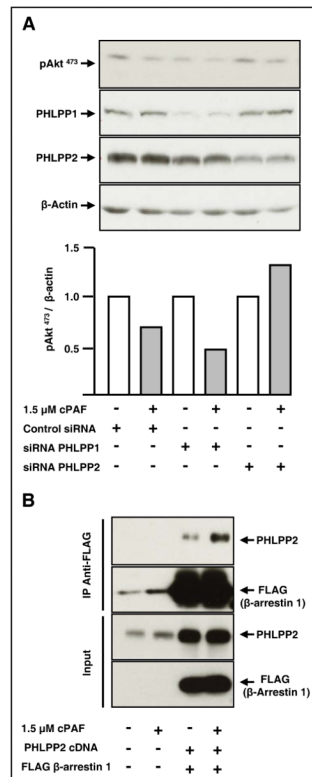 A
pAkt 473
PHLPP1
PHLPP2
β-Actin
pAkt 473 / β-actin
1.5
1.0
0.5
1.5 µM cPAF - + - + - +
Control siRNA + +
siRNA PHLPP1 + +
siRNA PHLPP2 + +
B
IP Anti-FLAG
PHLPP2
FLAG
(β-arrestin 1)
Input
PHLPP2
FLAG
(β-Arrestin 1)
1.5 µM cPAF - + - +
PHLPP2 cDNA - - + +
FLAG β-arrestin 1 - - + +